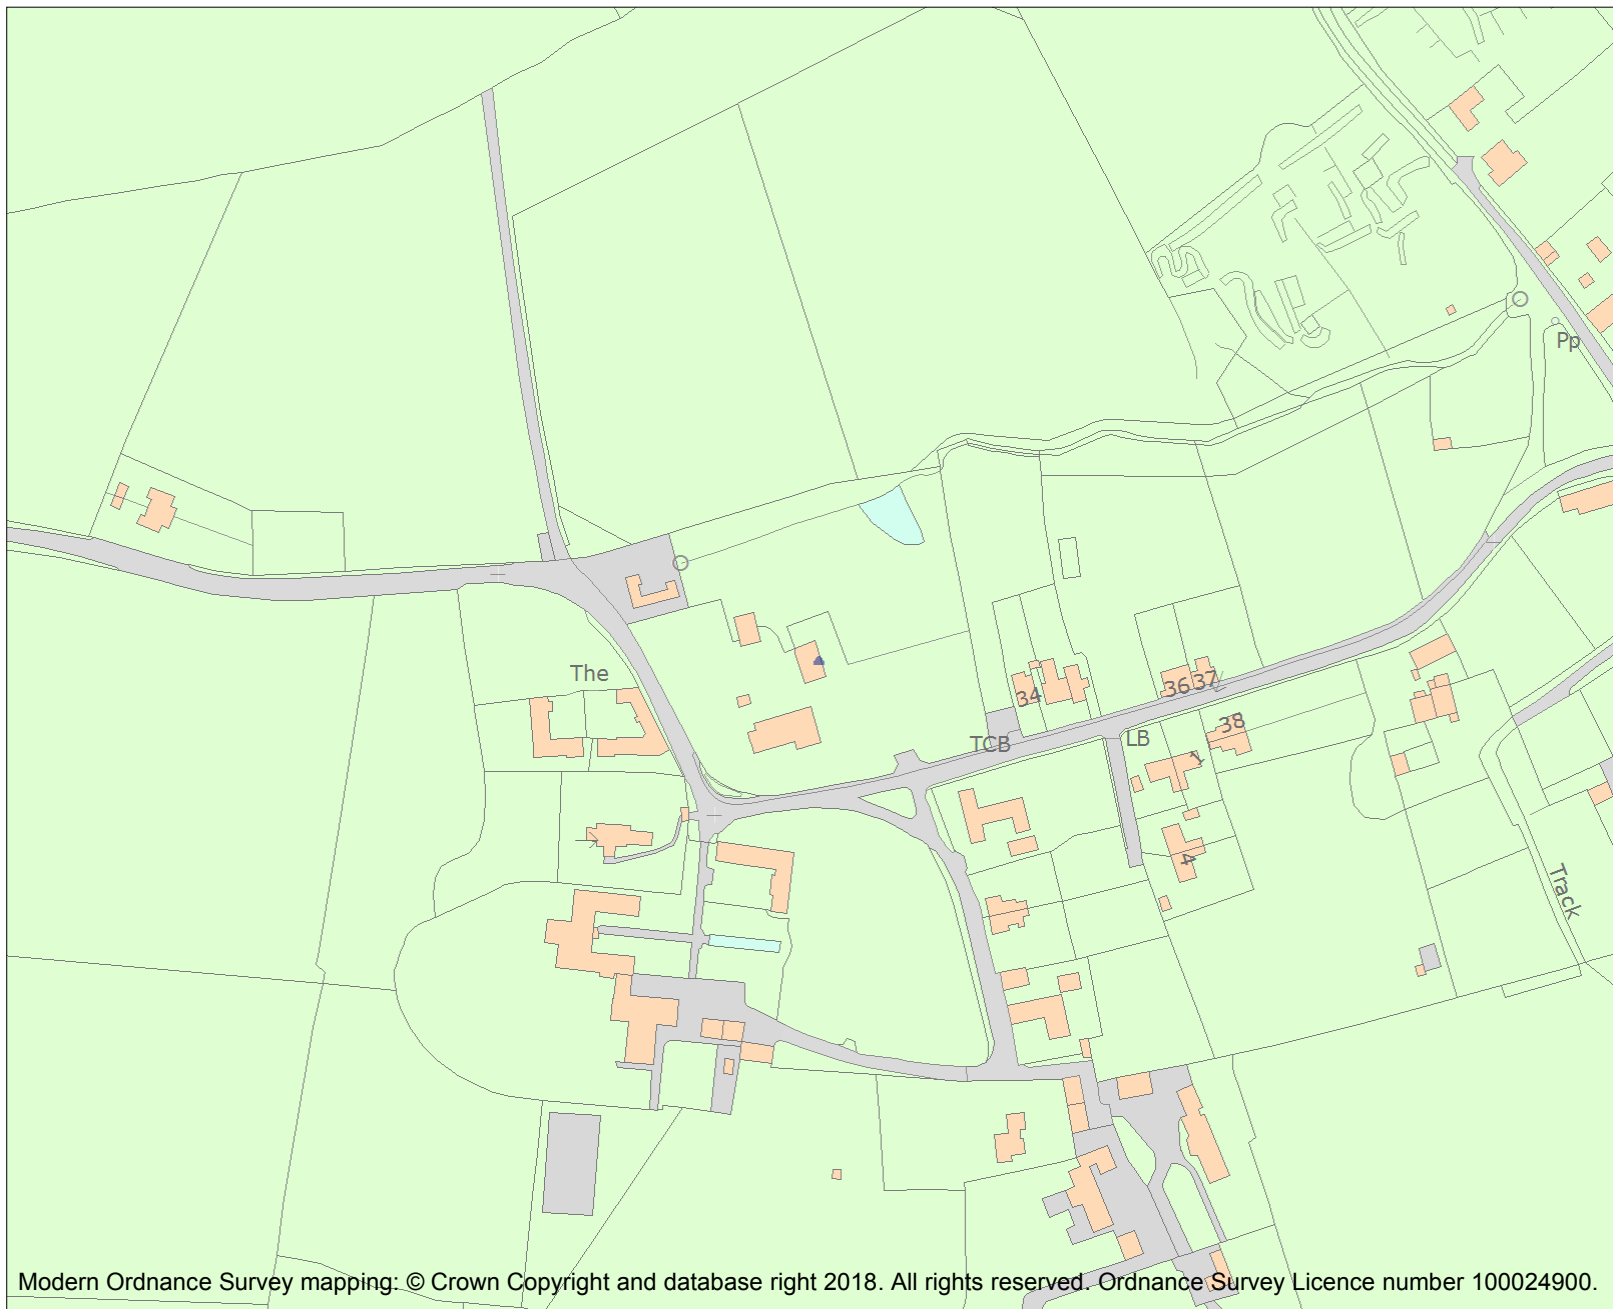 Pp
The
34
36
37
38
TCB
LB
1
4
Track
Modern Ordnance Survey mapping: © Crown Copyright and database right 2018. All rights reserved. Ordnance Survey Licence number 100024900.